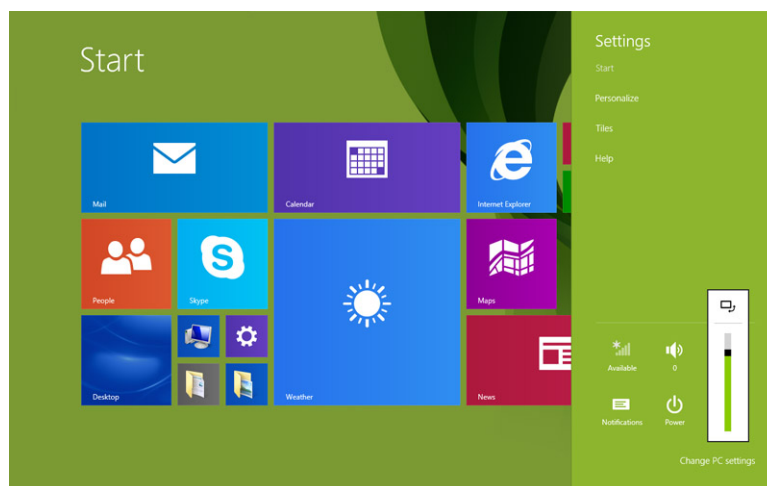 Start
Settings
Start
Personalize
Tiles
Help
Mail
Calendar
Internet Explorer
People
Skype
Maps
Desktop
Weather
News
Available
0
Notifications
Power
Change PC settings